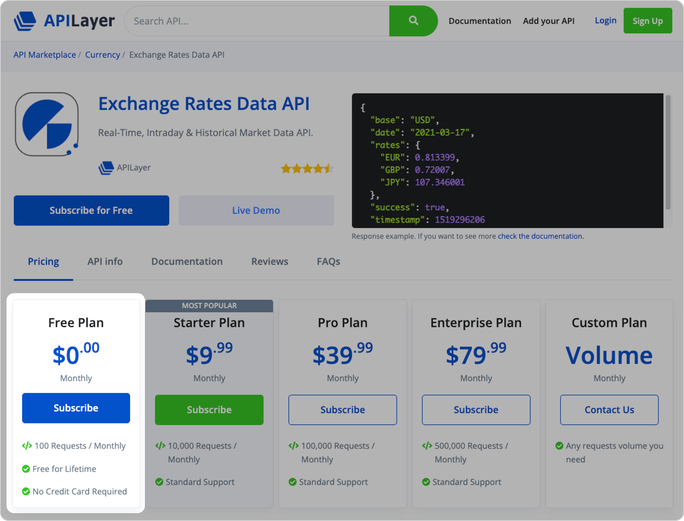 APILayer
Search API...
Documentation
Add your API
Login
Sign Up
API Marketplace / Currency / Exchange Rates Data API
Exchange Rates Data API
Real-Time, Intraday & Historical Market Data API.
APILayer
Subscribe for Free
Live Demo
{
"base": "USD",
"date": "2021-03-17",
"rates": {
"EUR": 0.813399,
"GBP": 0.72007,
"JPY": 107.346001
},
"success": true,
"timestamp": 1519296206
Response example. If you want to see more check the documentation.
Pricing
API info
Documentation
Reviews
FAQs
Free Plan
$0.00
Monthly
Subscribe
</> 100 Requests / Monthly
Free for Lifetime
No Credit Card Required
MOST POPULAR
Starter Plan
$9.99
Monthly
Subscribe
</> 10,000 Requests /
Monthly
Standard Support
Pro Plan
$39.99
Monthly
Subscribe
</> 100,000 Requests /
Monthly
Standard Support
Enterprise Plan
$79.99
Monthly
Subscribe
</> 500,000 Requests /
Monthly
Standard Support
Custom Plan
Volume
Monthly
Contact Us
Any requests volume you
need